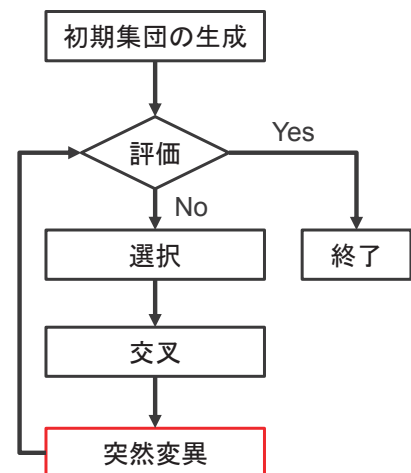 初期集団の生成
評価
Yes
No
選択
終了
交叉
突然変異